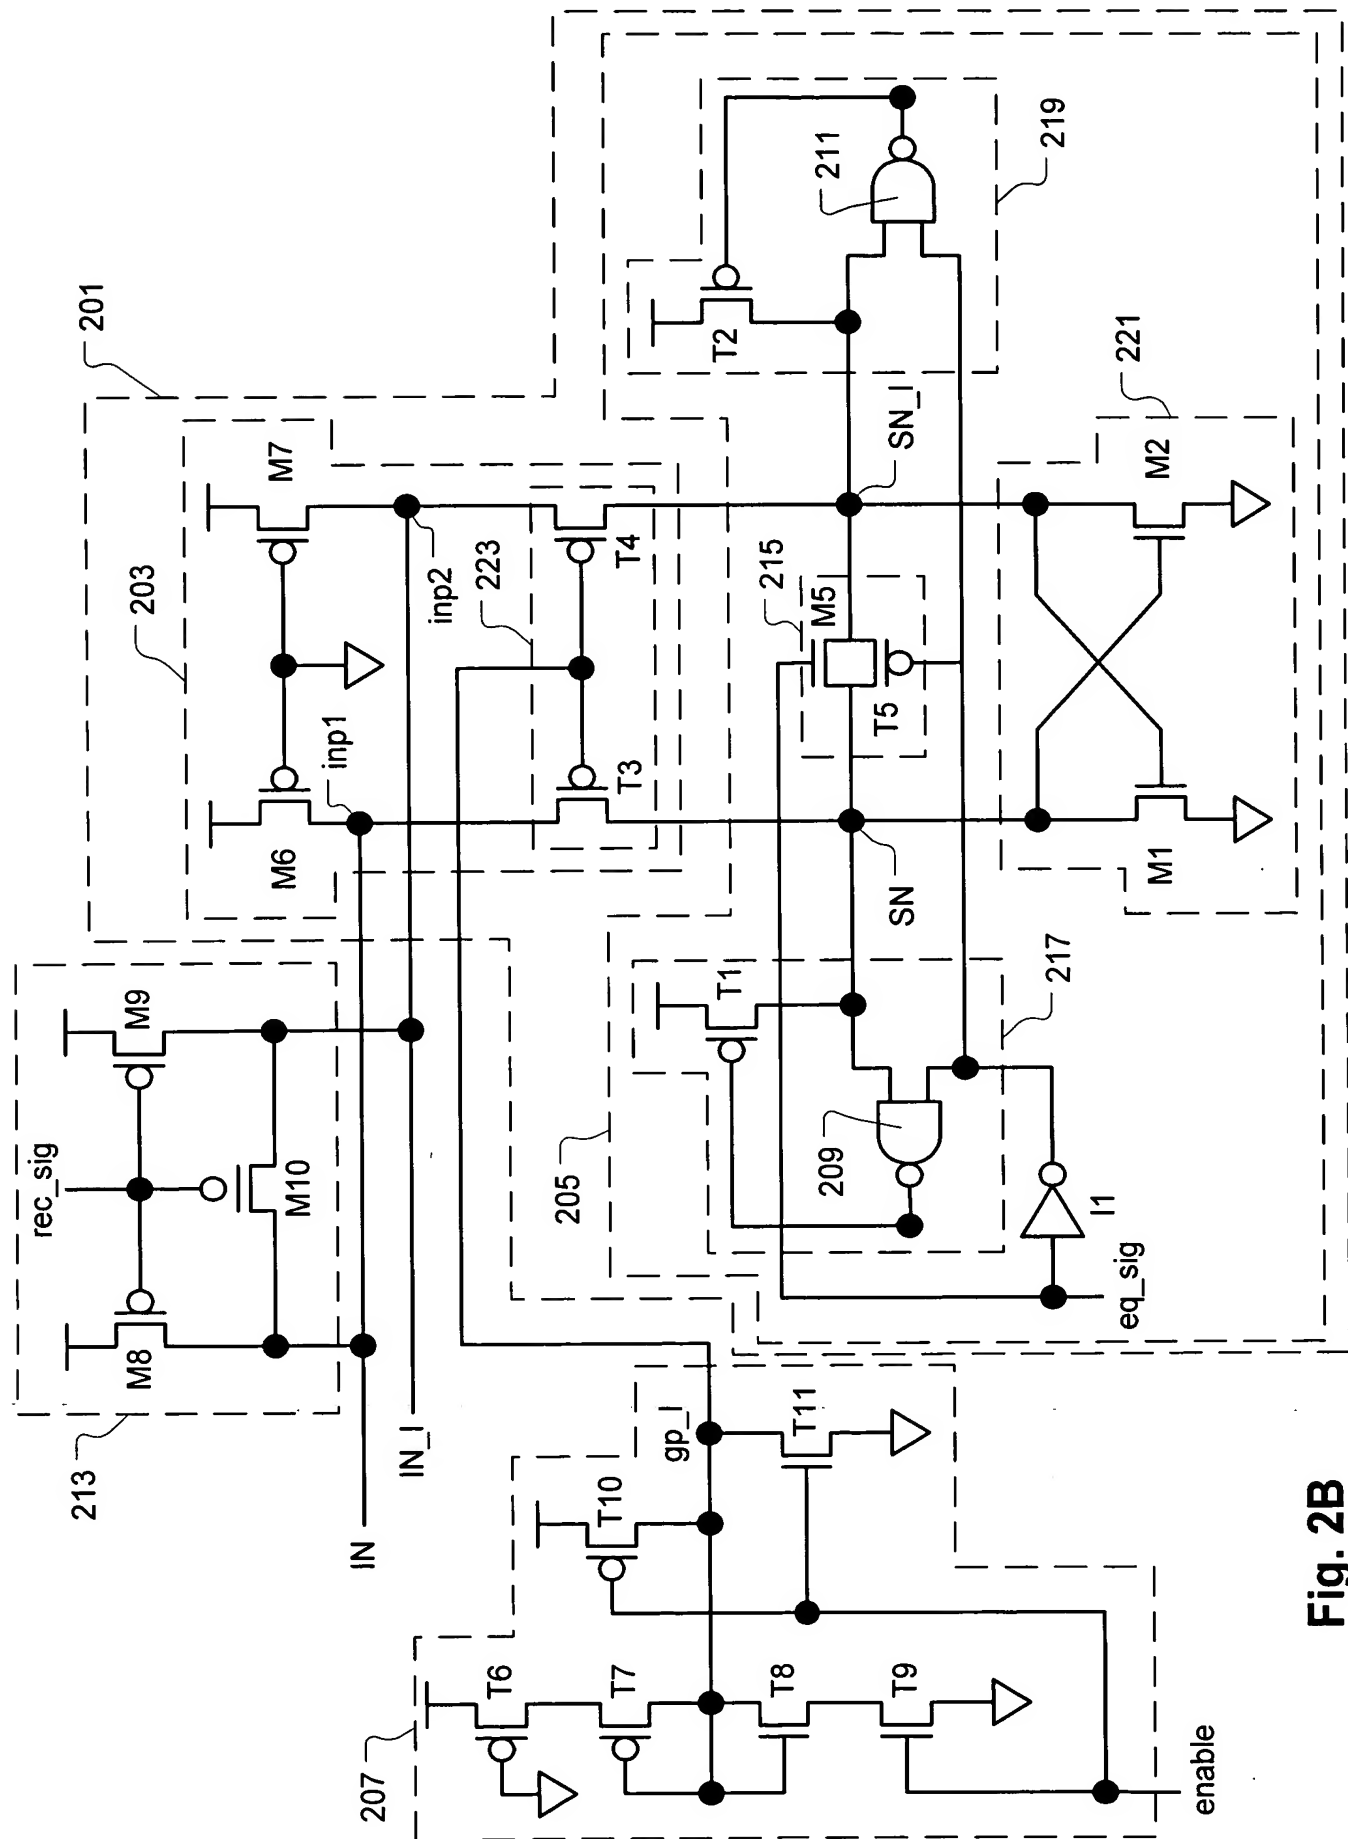 201
203
M7
M6
inp1
inp2
223
T4
T3
213
M9
M8
M10
rec_sig
IN
IN_I
205
T2
211
219
SN_I
215
M5
T5
SN
T1
209
217
I1
eq_sig
221
M2
M1
207
T6
T7
T8
T9
T10
T11
gp_I
enable
Fig. 2B